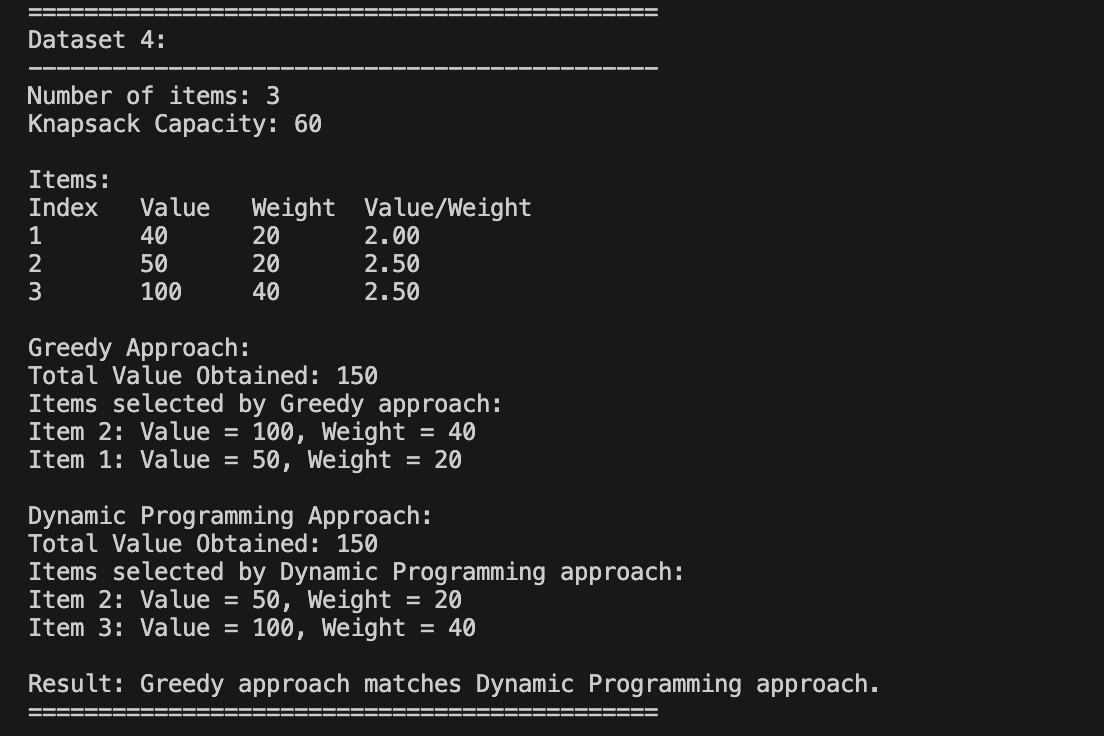 =============================================
Dataset 4:
---------------------------------------------
Number of items: 3
Knapsack Capacity: 60

Items:
Index   Value   Weight  Value/Weight
1       40      20      2.00
2       50      20      2.50
3       100     40      2.50

Greedy Approach:
Total Value Obtained: 150
Items selected by Greedy approach:
Item 2: Value = 100, Weight = 40
Item 1: Value = 50, Weight = 20

Dynamic Programming Approach:
Total Value Obtained: 150
Items selected by Dynamic Programming approach:
Item 2: Value = 50, Weight = 20
Item 3: Value = 100, Weight = 40

Result: Greedy approach matches Dynamic Programming approach.
=============================================